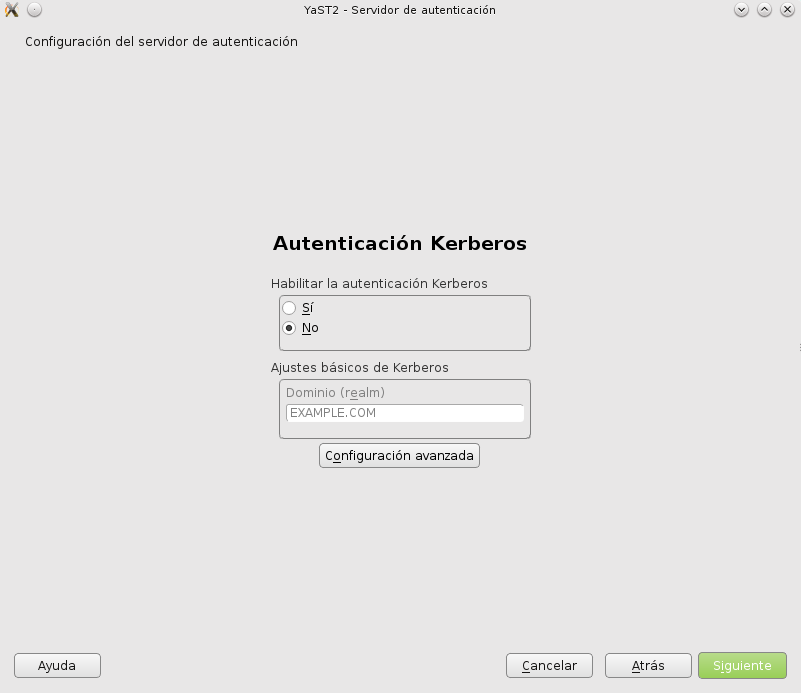 YaST2 - Servidor de autenticación
Configuración del servidor de autenticación
Autenticación Kerberos
Habilitar la autenticación Kerberos
Sí
No
Ajustes básicos de Kerberos
Dominio (realm)
EXAMPLE.COM
Configuración avanzada
Ayuda
Cancelar
Atrás
Siguiente